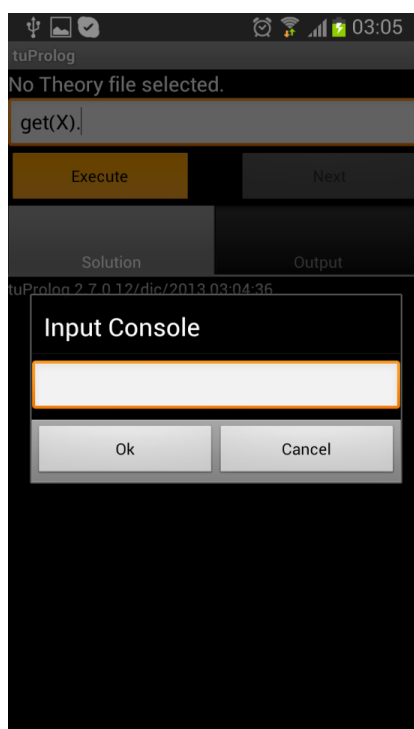 03:05
tuProlog
No Theory file selected.
get(X).
Execute
Next
Solution
Output
tuProlog 2.7.0 12/dic/2013 03:04:36
Input Console
Ok
Cancel